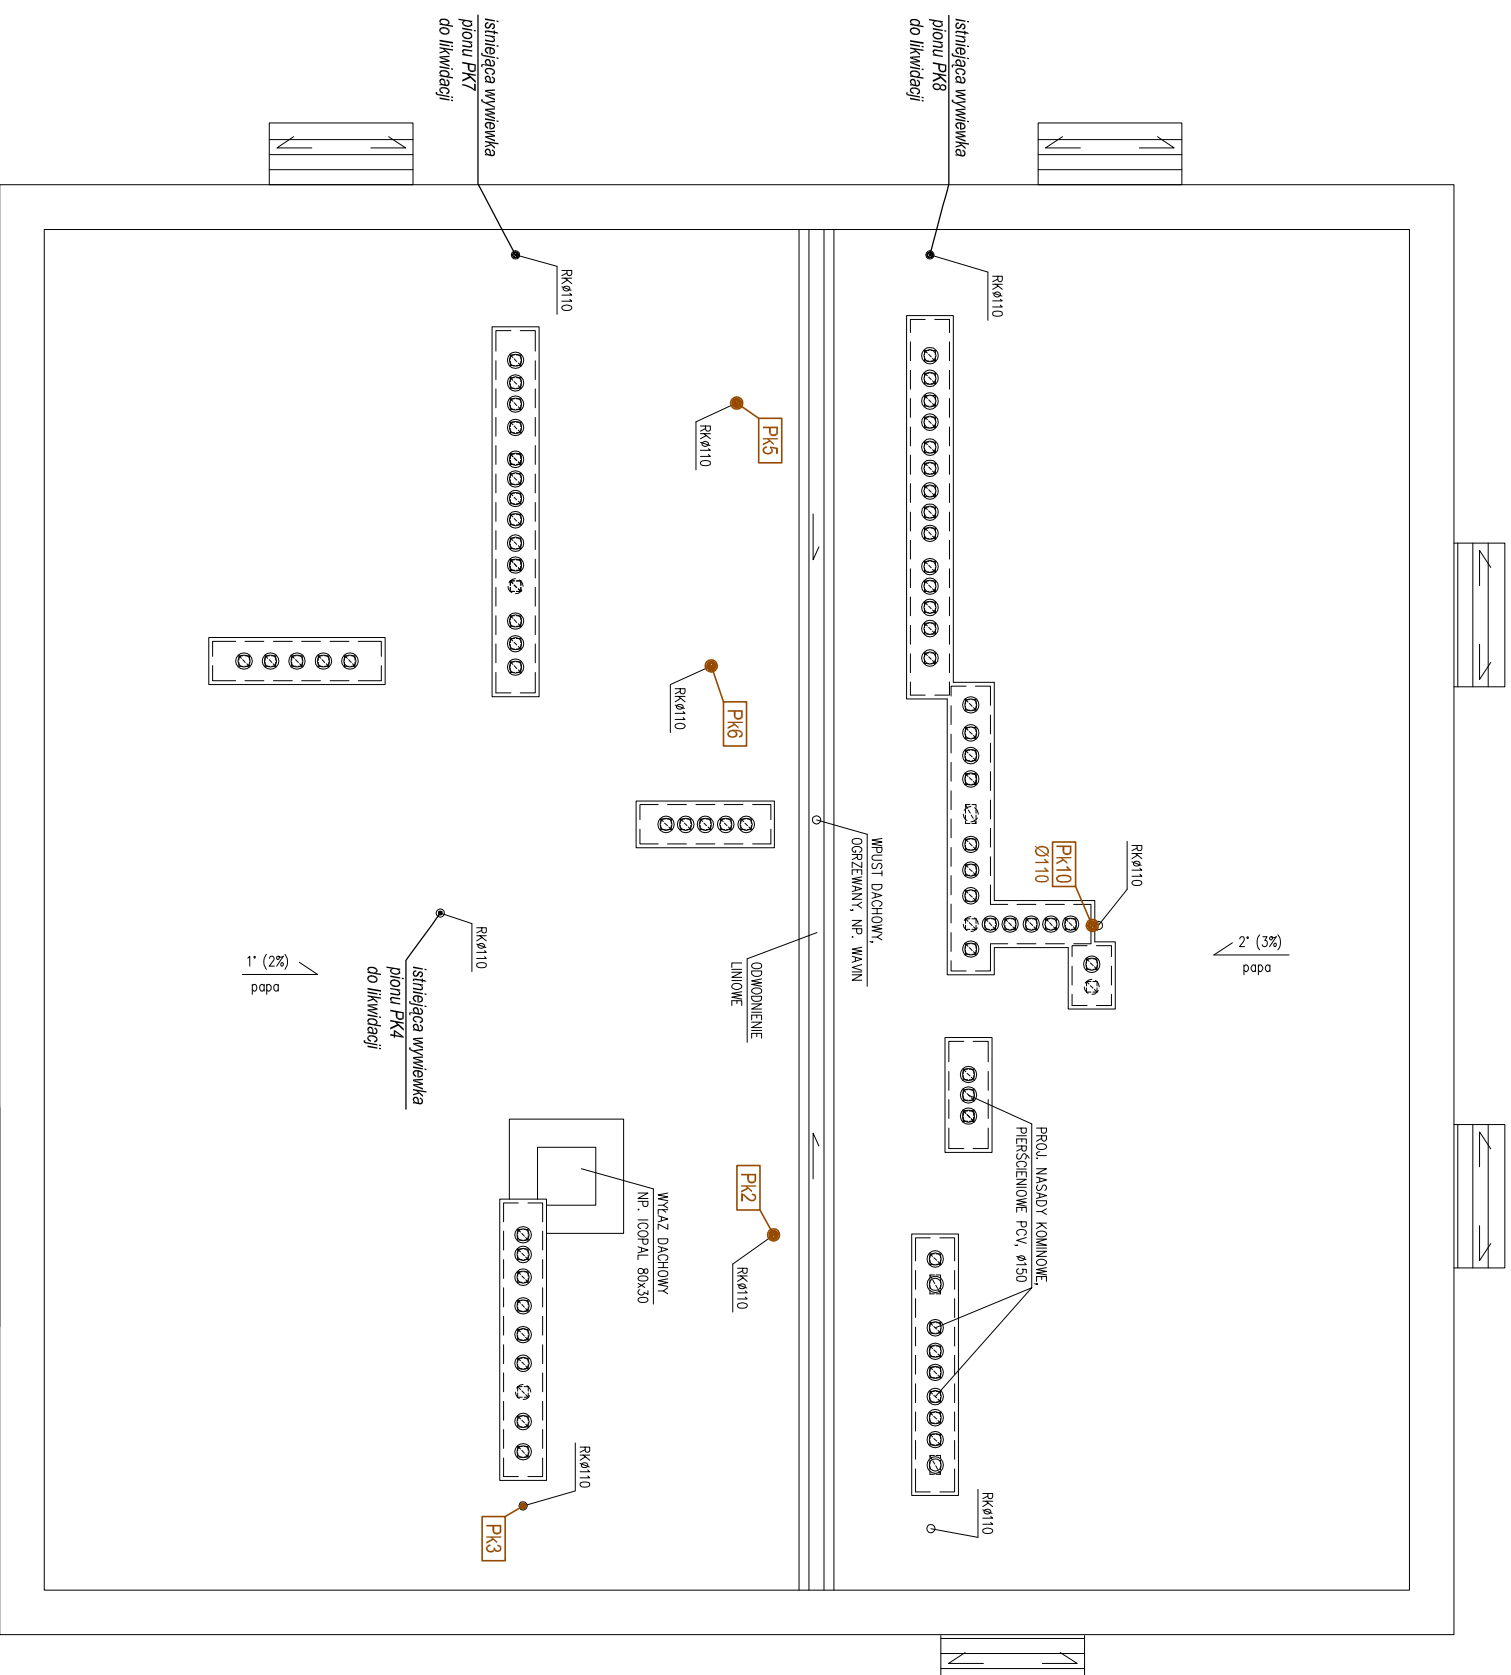 istniejąca wywiewka
pionu PK7
do likwidacji
istniejąca wywiewka
pionu PK8
do likwidacji
RKø110
RKø110
Pk5
RKø110
Pk6
RKø110
WPUST DACHOWY,
OGRZEWANY, NP. WAVIN
Pk10
Ø110
RKø110
2° (3%)
papa
1° (2%)
papa
RKø110
istniejąca wywiewka
pionu PK4
do likwidacji
ODWODNIENIE
LINIOWE
PROJ. NASADY KOMINOWE,
PIERŚCIENIOWE PCV, ø150
WYŁAZ DACHOWY
NP. ICOPAL 80x30
Pk2
RKø110
RKø110
Pk3
RKø110